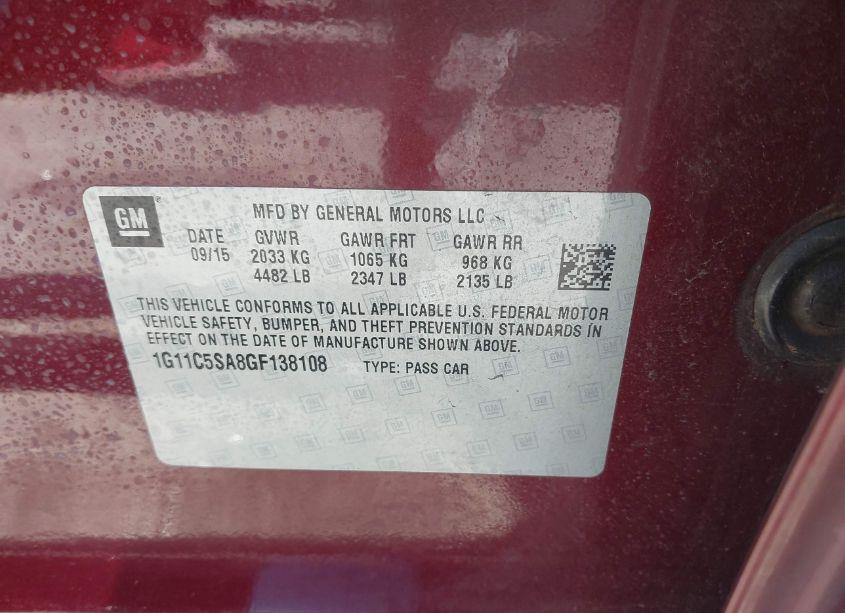 GM
MFD BY GENERAL MOTORS LLC
DATE GVWR GAWR FRT GAWR RR
09/15 2033 KG 1065 KG 968 KG
4482 LB 2347 LB 2135 LB
THIS VEHICLE CONFORMS TO ALL APPLICABLE U.S. FEDERAL MOTOR
VEHICLE SAFETY, BUMPER, AND THEFT PREVENTION STANDARDS IN
EFFECT ON THE DATE OF MANUFACTURE SHOWN ABOVE.
1G11C5SA8GF138108 TYPE: PASS CAR